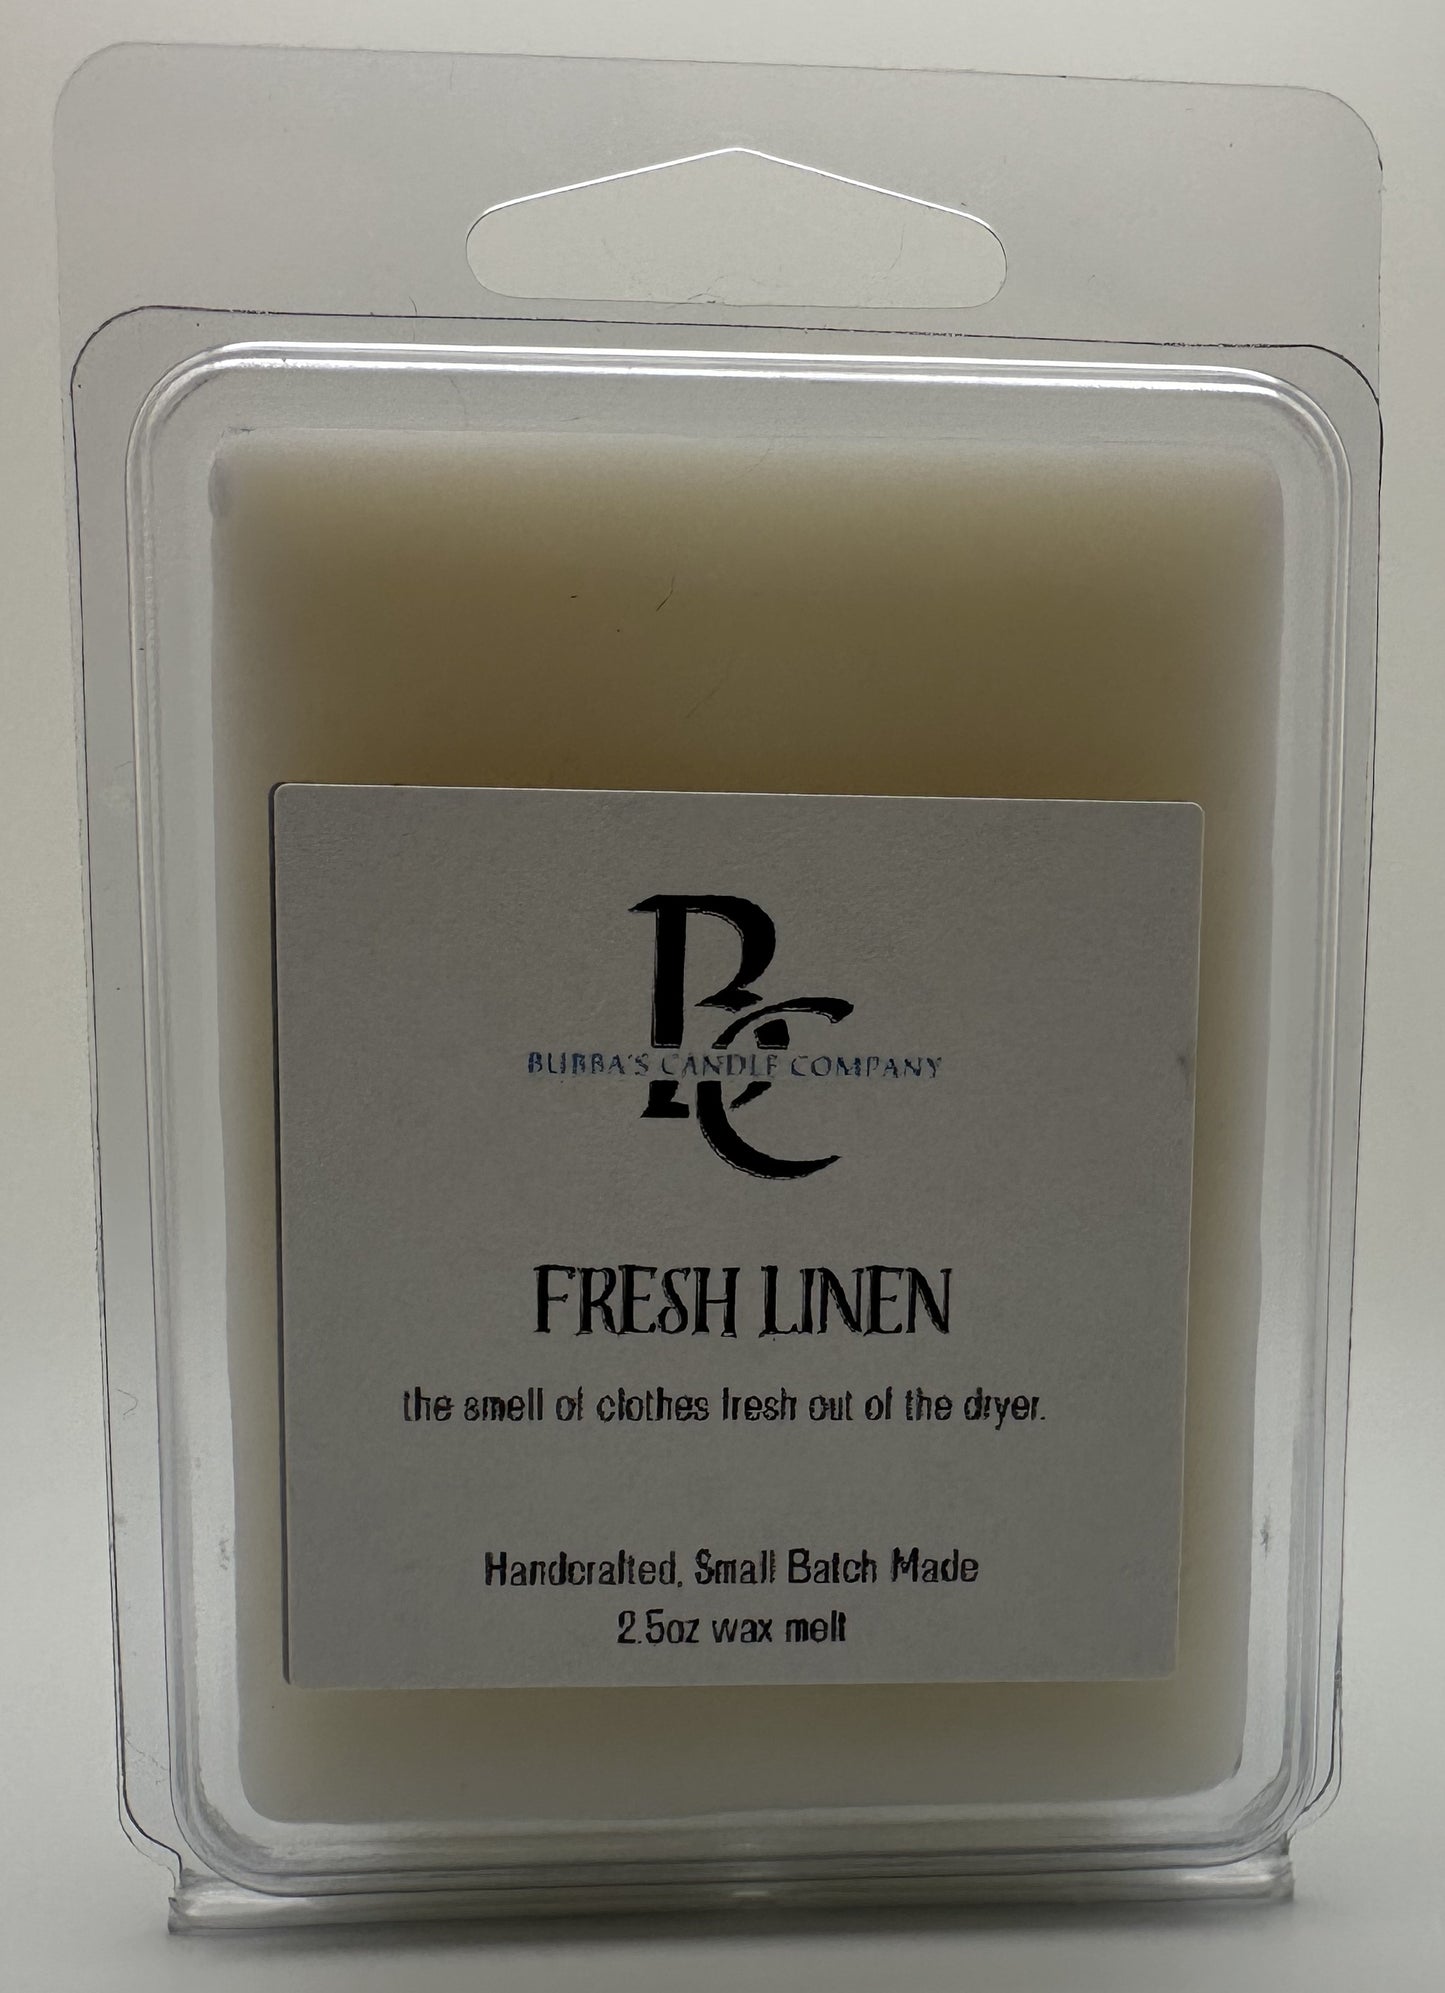 BC
BUBBA'S CANDLE COMPANY
FRESH LINEN
the smell of clothes fresh out of the dryer.
Handcrafted, Small Batch Made
2.5oz wax melt